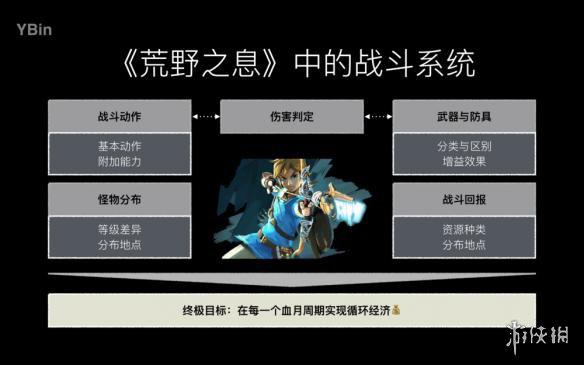 YBin
《荒野之息》中的战斗系统
战斗动作
伤害判定
武器与防具
基本动作
附加能力
分类与区别
增益效果
怪物分布
战斗回报
等级差异
分布地点
资源种类
分布地点
终极目标：在每一个血月周期实现循环经济💰
游侠网